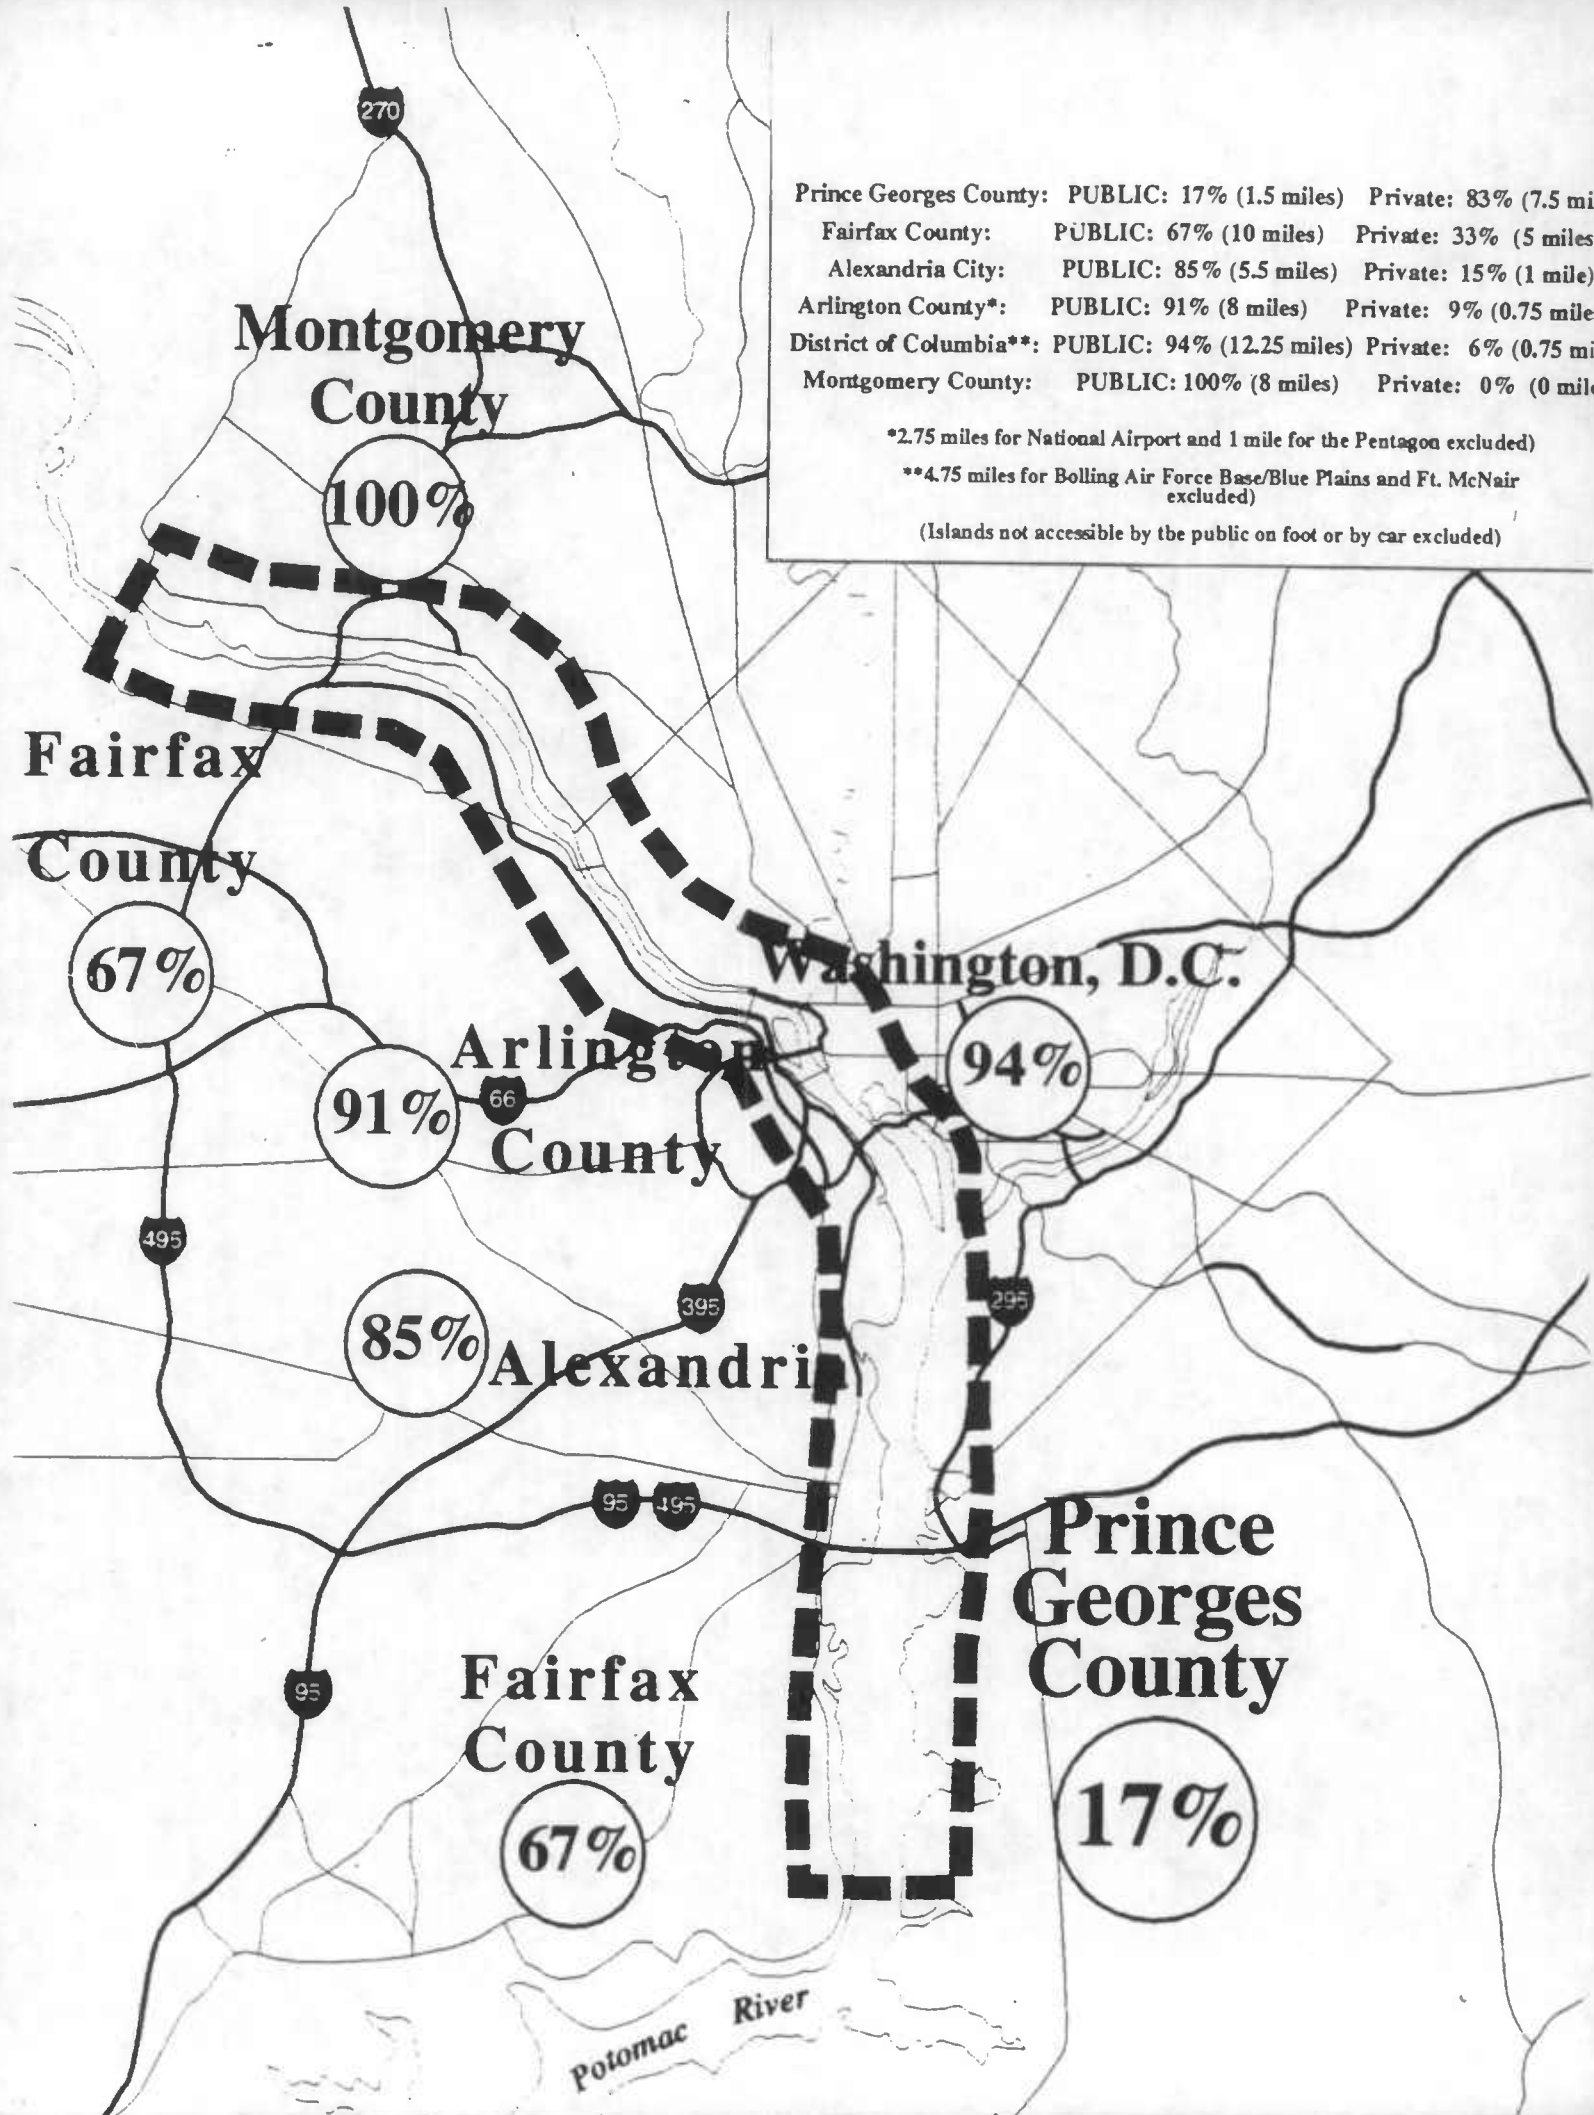 270
Prince Georges County: PUBLIC: 17% (1.5 miles) Private: 83% (7.5 mi
Fairfax County: PUBLIC: 67% (10 miles) Private: 33% (5 miles
Alexandria City: PUBLIC: 85% (5.5 miles) Private: 15% (1 mile)
Arlington County*: PUBLIC: 91% (8 miles) Private: 9% (0.75 mile
District of Columbia**: PUBLIC: 94% (12.25 miles) Private: 6% (0.75 mi
Montgomery County: PUBLIC: 100% (8 miles) Private: 0% (0 mil
*2.75 miles for National Airport and 1 mile for the Pentagon excluded)
**4.75 miles for Bolling Air Force Base/Blue Plains and Ft. McNair
excluded)
(Islands not accessible by the public on foot or by car excluded)
Montgomery
County
100%
Fairfax
County
67%
Washington, D.C.
94%
Arlington
66
91%
County
495
395
295
85%
Alexandria
95
495
Prince
Georges
County
17%
95
Fairfax
County
67%
Potomac River